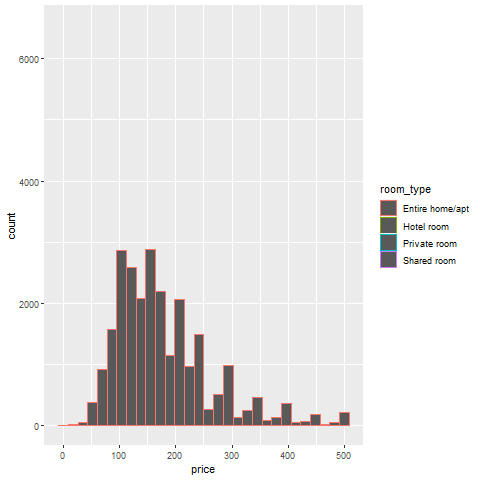 6000
4000
2000
0
count
0
100
200
300
400
500
price
room_type
Entire home/apt
Hotel room
Private room
Shared room